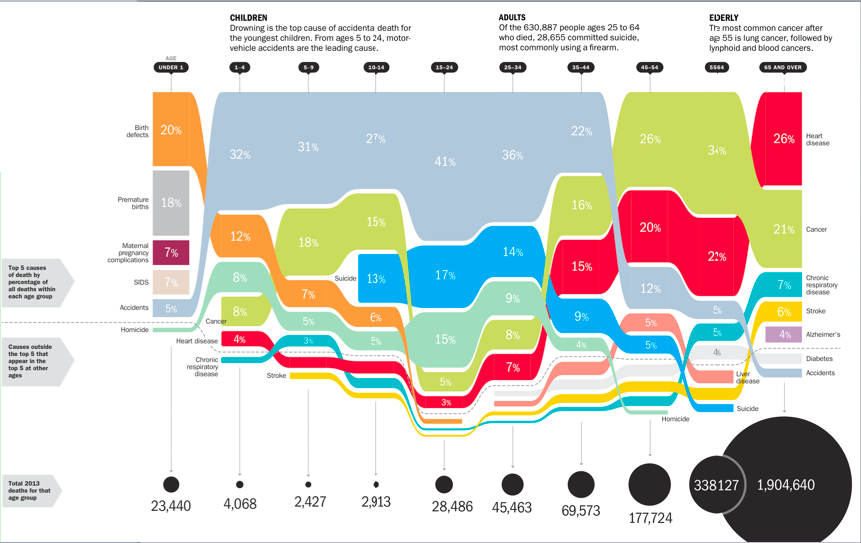 CHILDREN
Drowning is the top cause of accidenta death for
the youngest children. From ages 5 to 24, motor-
vehicle accidents are the leading cause.
ADULTS
Of the 630,887 people ages 25 to 64
who died, 28,655 committed suicide,
most commonly using a firearm.
ELDERLY
The most common cancer after
age 55 is lung cancer, followed by
lynphoid and blood cancers.
AGE
UNDER 1
1–4
5–9
10-14
15–24
25–34
35–44
45–54
5564
65 AND OVER
Birth
defects
20%
32%
31%
27%
41%
36%
22%
26%
34%
26%
Heart
disease
Premature
births
18%
12%
18%
15%
17%
14%
16%
20%
21%
21%
Cancer
Maternal
pregnancy
complications
7%
8%
7%
Suicide
13%
15%
9%
15%
12%
5%
7%
Chronic
respiratory
disease
SIDS
7%
8%
5%
6%
5%
8%
9%
5%
5%
6%
Stroke
Accidents
5%
4%
3%
5%
3%
7%
4%
5%
4%
4%
Alzheimer's
Homicide
Cancer
Heart disease
Chronic
respiratory
disease
Stroke
Homicide
Liver
disease
Suicide
Diabetes
Accidents
Top 5 causes
of death by
percentage of
all deaths within
each age group
Causes outside
the top 5 that
appear in the
top 5 at other
ages
Total 2013
deaths for that
age group
23,440
4,068
2,427
2,913
28,486
45,463
69,573
177,724
338127
1,904,640